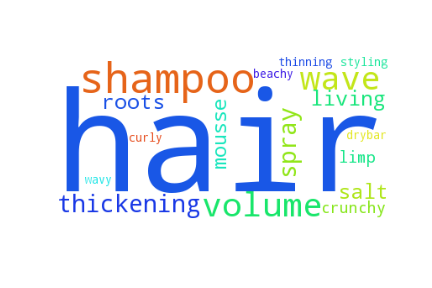 thinning styling
shampoo beachy wave
roots living
hair
curly mousse spray drybar
limp
wavy salt
thickening volume crunchy